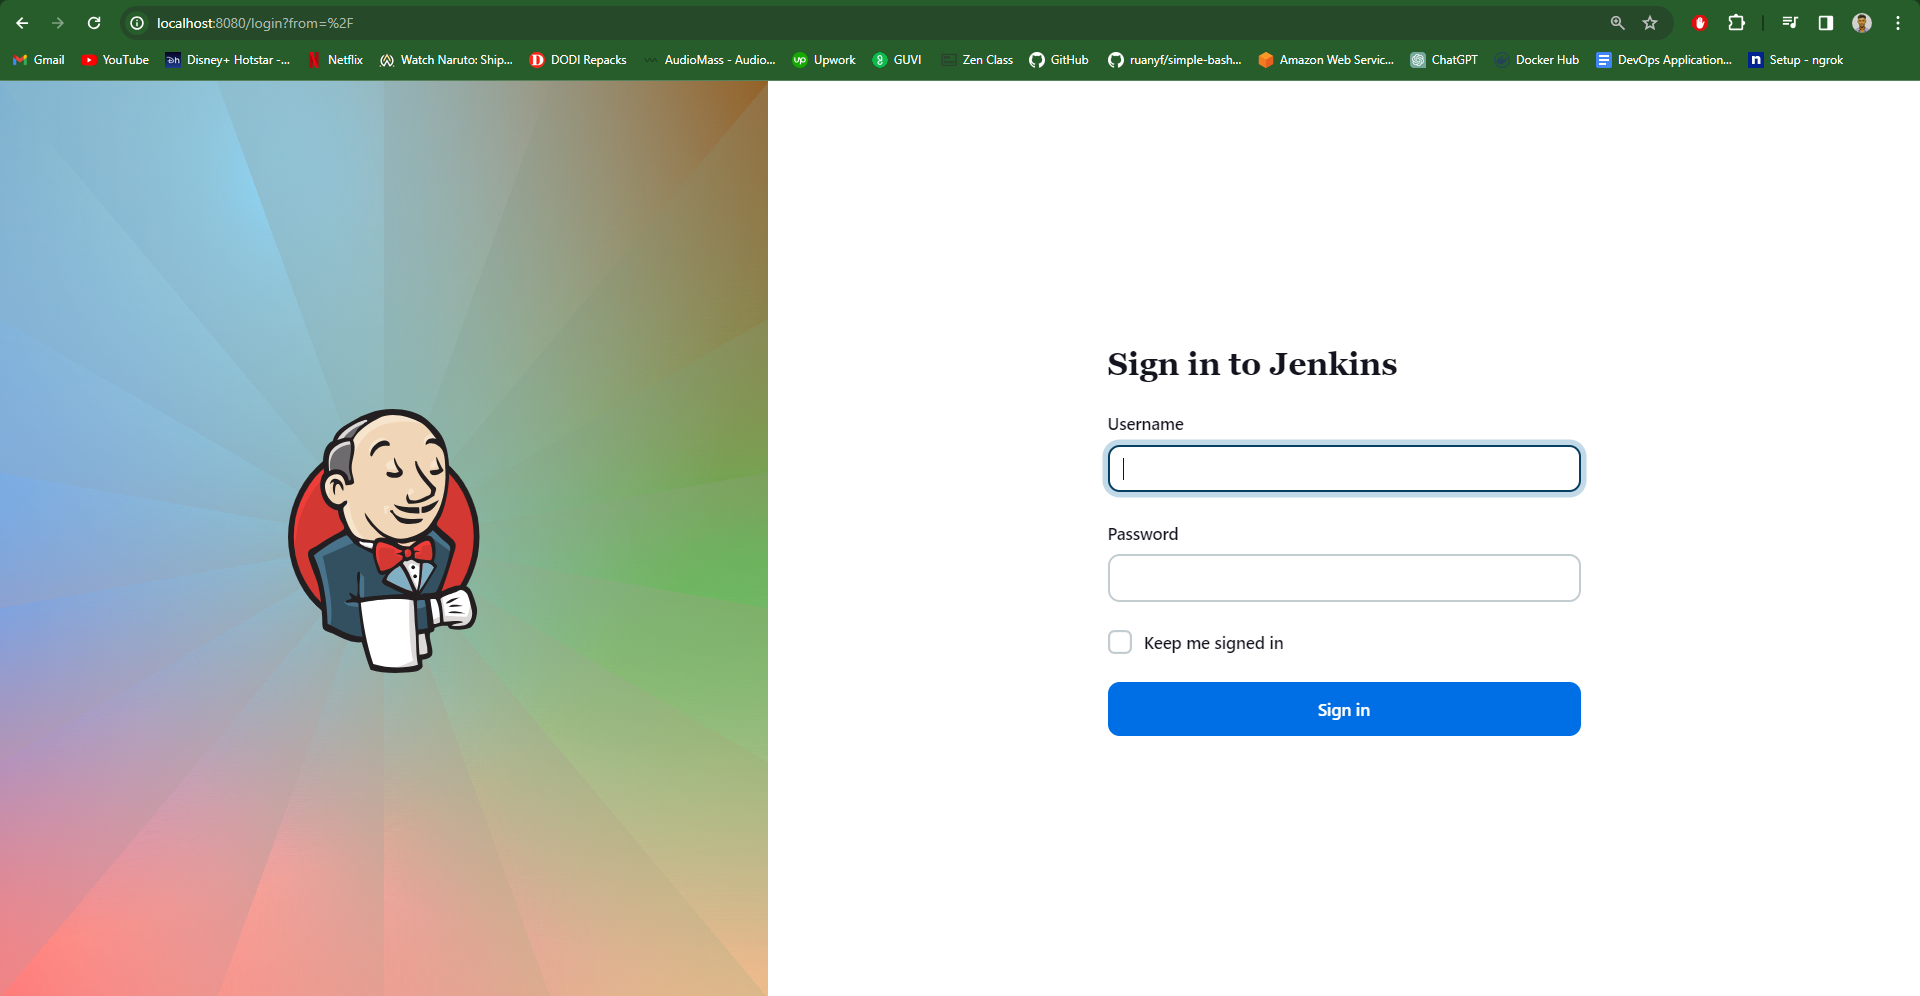 localhost:8080/login?from=%2F
Gmail YouTube Disney+ Hotstar -... Netflix Watch Naruto: Ship... DODI Repacks AudioMass - Audio... Upwork GUVI Zen Class GitHub ruanyf/simple-bash... Amazon Web Servic... ChatGPT Docker Hub DevOps Application... Setup - ngrok
Sign in to Jenkins
Username
Password
Keep me signed in
Sign in